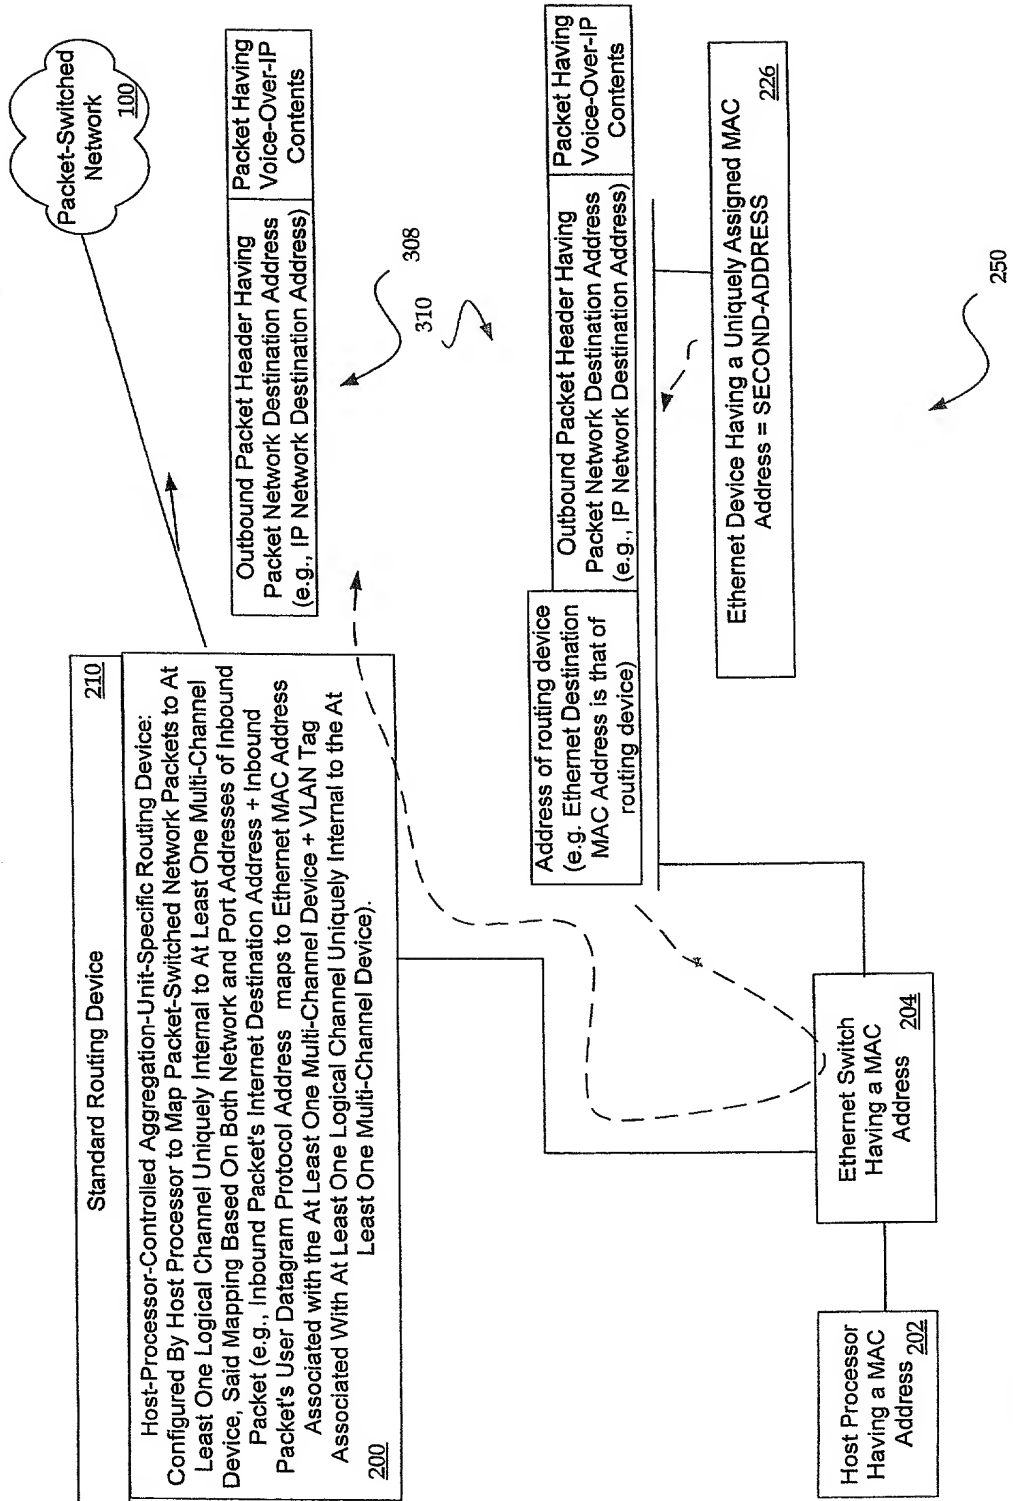 Standard Routing Device
210
Host-Processor-Controlled Aggregation-Unit-Specific Routing Device:
Configured By Host Processor to Map Packet-Switched Network Packets to At
Least One Logical Channel Uniquely Internal to At Least One Multi-Channel
Device, Said Mapping Based On Both Network and Port Addresses of Inbound
Packet (e.g., Inbound Packet's Internet Destination Address + Inbound
Packet's User Datagram Protocol Address maps to Ethernet MAC Address
Associated with the At Least One Multi-Channel Device + VLAN Tag
Associated With At Least One Logical Channel Uniquely Internal to the At
Least One Multi-Channel Device).
200
Packet-Switched
Network
100
Outbound Packet Header Having
Packet Network Destination Address
(e.g., IP Network Destination Address)
Packet Having
Voice-Over-IP
Contents
308
310
Address of routing device
(e.g. Ethernet Destination
MAC Address is that of
routing device)
Outbound Packet Header Having
Packet Network Destination Address
(e.g., IP Network Destination Address)
Packet Having
Voice-Over-IP
Contents
Ethernet Device Having a Uniquely Assigned MAC
Address = SECOND-ADDRESS
226
Host Processor
Having a MAC
Address
202
Ethernet Switch
Having a MAC
Address
204
250